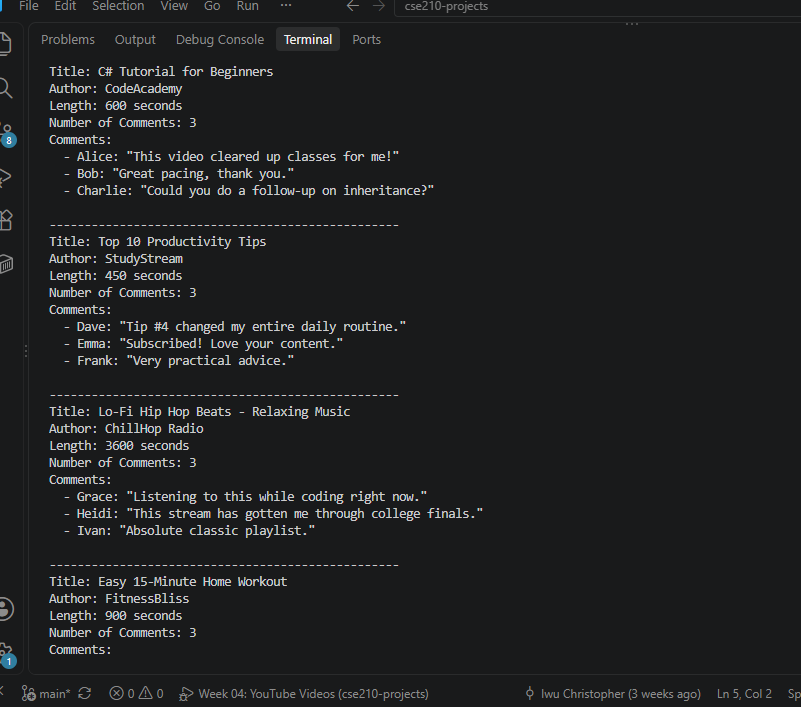 File Edit Selection View Go Run ··· cse210-projects
Problems Output Debug Console Terminal Ports
Title: C# Tutorial for Beginners
Author: CodeAcademy
Length: 600 seconds
Number of Comments: 3
Comments:
- Alice: "This video cleared up classes for me!"
- Bob: "Great pacing, thank you."
- Charlie: "Could you do a follow-up on inheritance?"
--------------------------------------------------
Title: Top 10 Productivity Tips
Author: StudyStream
Length: 450 seconds
Number of Comments: 3
Comments:
- Dave: "Tip #4 changed my entire daily routine."
- Emma: "Subscribed! Love your content."
- Frank: "Very practical advice."
--------------------------------------------------
Title: Lo-Fi Hip Hop Beats - Relaxing Music
Author: ChillHop Radio
Length: 3600 seconds
Number of Comments: 3
Comments:
- Grace: "Listening to this while coding right now."
- Heidi: "This stream has gotten me through college finals."
- Ivan: "Absolute classic playlist."
--------------------------------------------------
Title: Easy 15-Minute Home Workout
Author: FitnessBliss
Length: 900 seconds
Number of Comments: 3
Comments:
8
1
main* 0 0 Week 04: YouTube Videos (cse210-projects) Iwu Christopher (3 weeks ago) Ln 5, Col 2 Sp